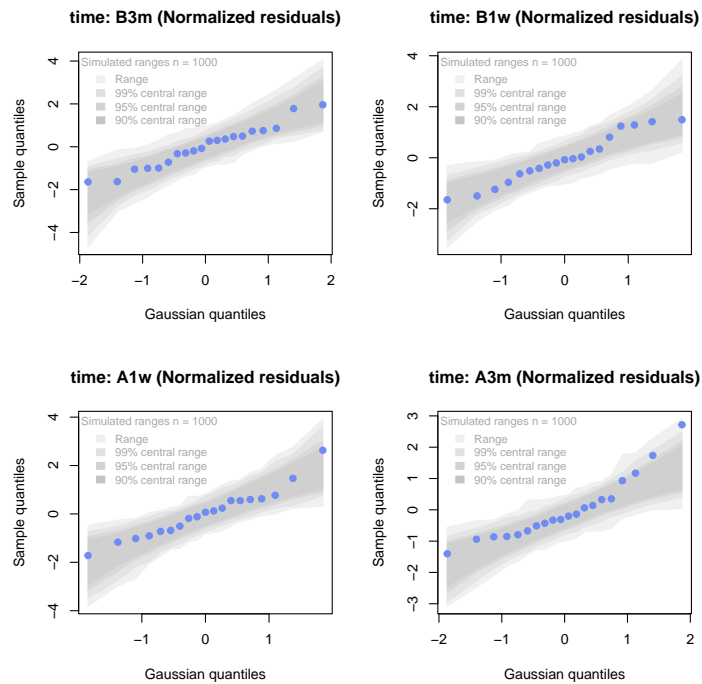 time: B3m (Normalized residuals)
Simulated ranges n = 1000
Range
99% central range
95% central range
90% central range
Sample quantiles
4
2
0
−2
−4
−2
−1
0
1
2
Gaussian quantiles
time: B1w (Normalized residuals)
Simulated ranges n = 1000
Range
99% central range
95% central range
90% central range
Sample quantiles
4
2
0
−2
−1
0
1
2
Gaussian quantiles
time: A1w (Normalized residuals)
Simulated ranges n = 1000
Range
99% central range
95% central range
90% central range
Sample quantiles
4
2
0
−2
−4
−1
0
1
Gaussian quantiles
time: A3m (Normalized residuals)
Simulated ranges n = 1000
Range
99% central range
95% central range
90% central range
Sample quantiles
3
2
1
0
−1
−2
−3
−2
−1
0
1
2
Gaussian quantiles